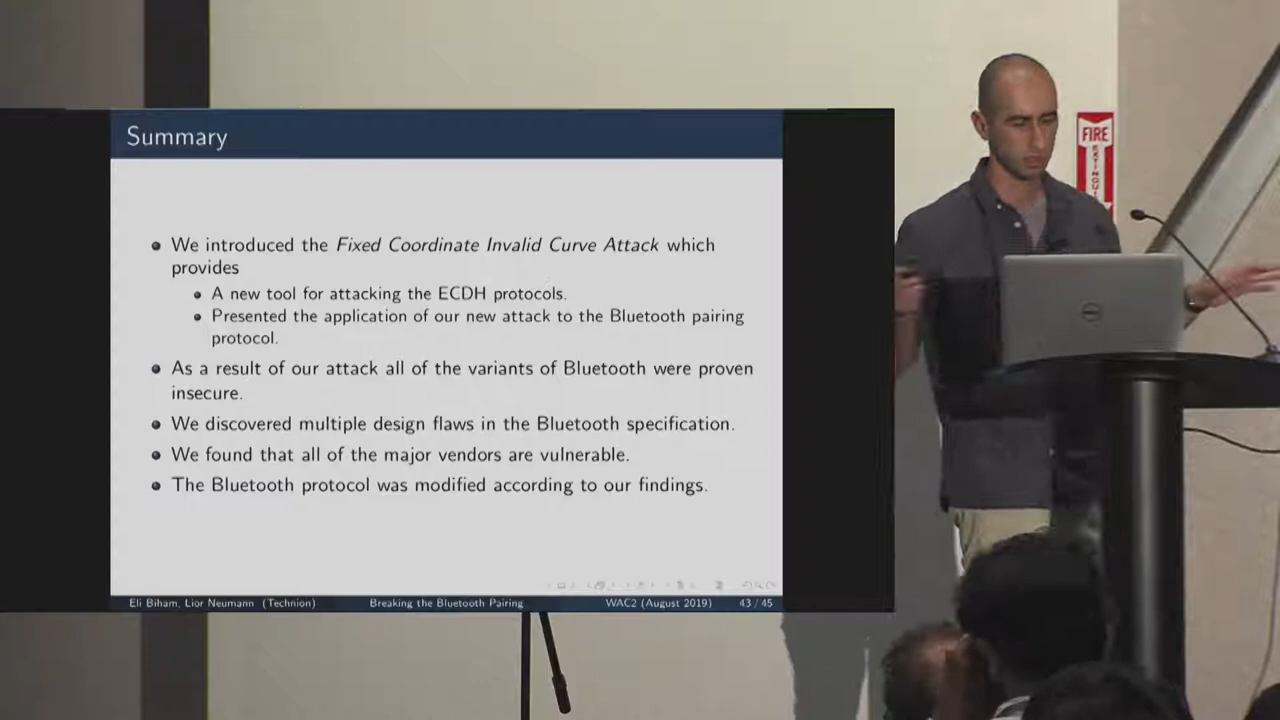 Summary
We introduced the Fixed Coordinate Invalid Curve Attack which
provides
A new tool for attacking the ECDH protocols.
Presented the application of our new attack to the Bluetooth pairing
protocol.
As a result of our attack all of the variants of Bluetooth were proven
insecure.
We discovered multiple design flaws in the Bluetooth specification.
We found that all of the major vendors are vulnerable.
The Bluetooth protocol was modified according to our findings.
Eli Biham, Lior Neumann (Technion) Breaking the Bluetooth Pairing WAC2 (August 2019) 43 / 45
FIRE
EXTINGUI
DELL